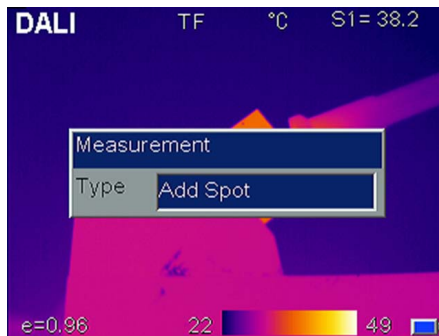 DALI TF °C S1=38.2
Measurement
Type Add Spot
e=0.96 22 49